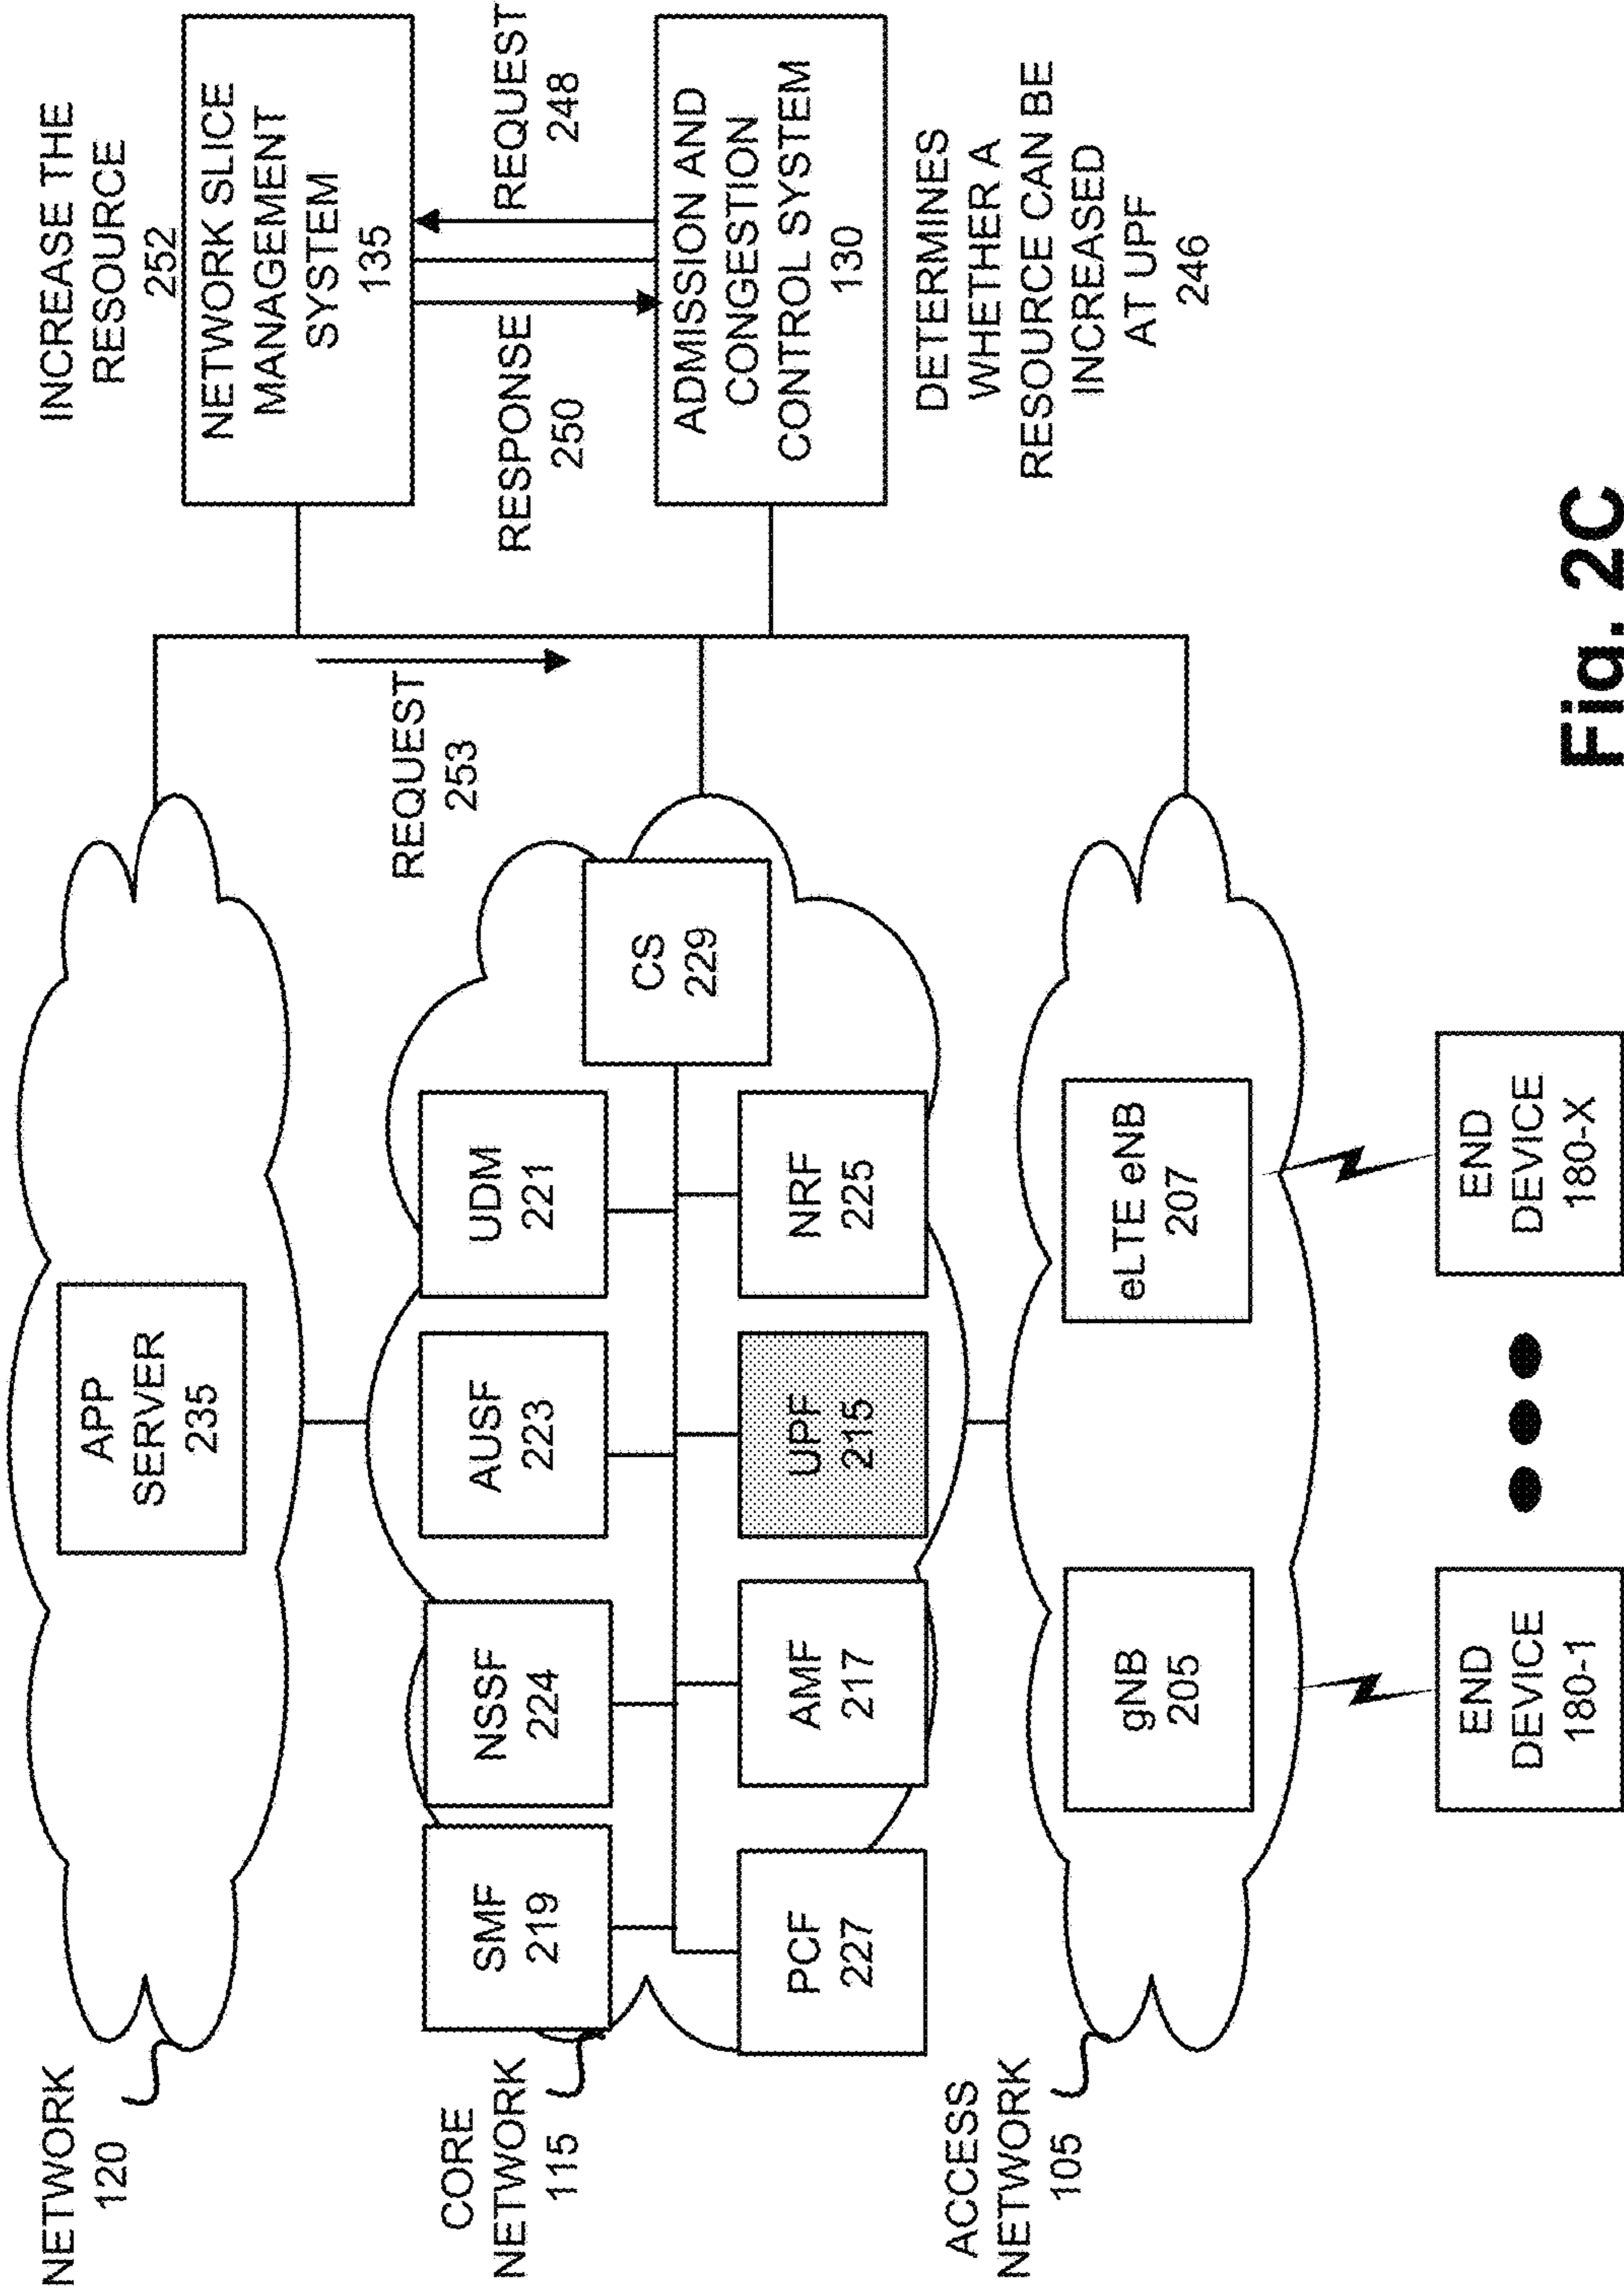 NETWORK
120
APP
SERVER
235
INCREASE THE
RESOURCE
252
NETWORK SLICE
MANAGEMENT
SYSTEM
135
REQUEST
253
RESPONSE
250
REQUEST
248
CORE
NETWORK
115
SMF
219
NSSF
224
AUSF
223
UDM
221
CS
229
PCF
227
AMF
217
UPF
215
NRF
225
ADMISSION AND
CONGESTION
CONTROL SYSTEM
130
DETERMINES
WHETHER A
RESOURCE CAN BE
INCREASED
AT UPF
246
ACCESS
NETWORK
105
gNB
205
eLTE eNB
207
END
DEVICE
180-1
END
DEVICE
180-X
Fig. 2C